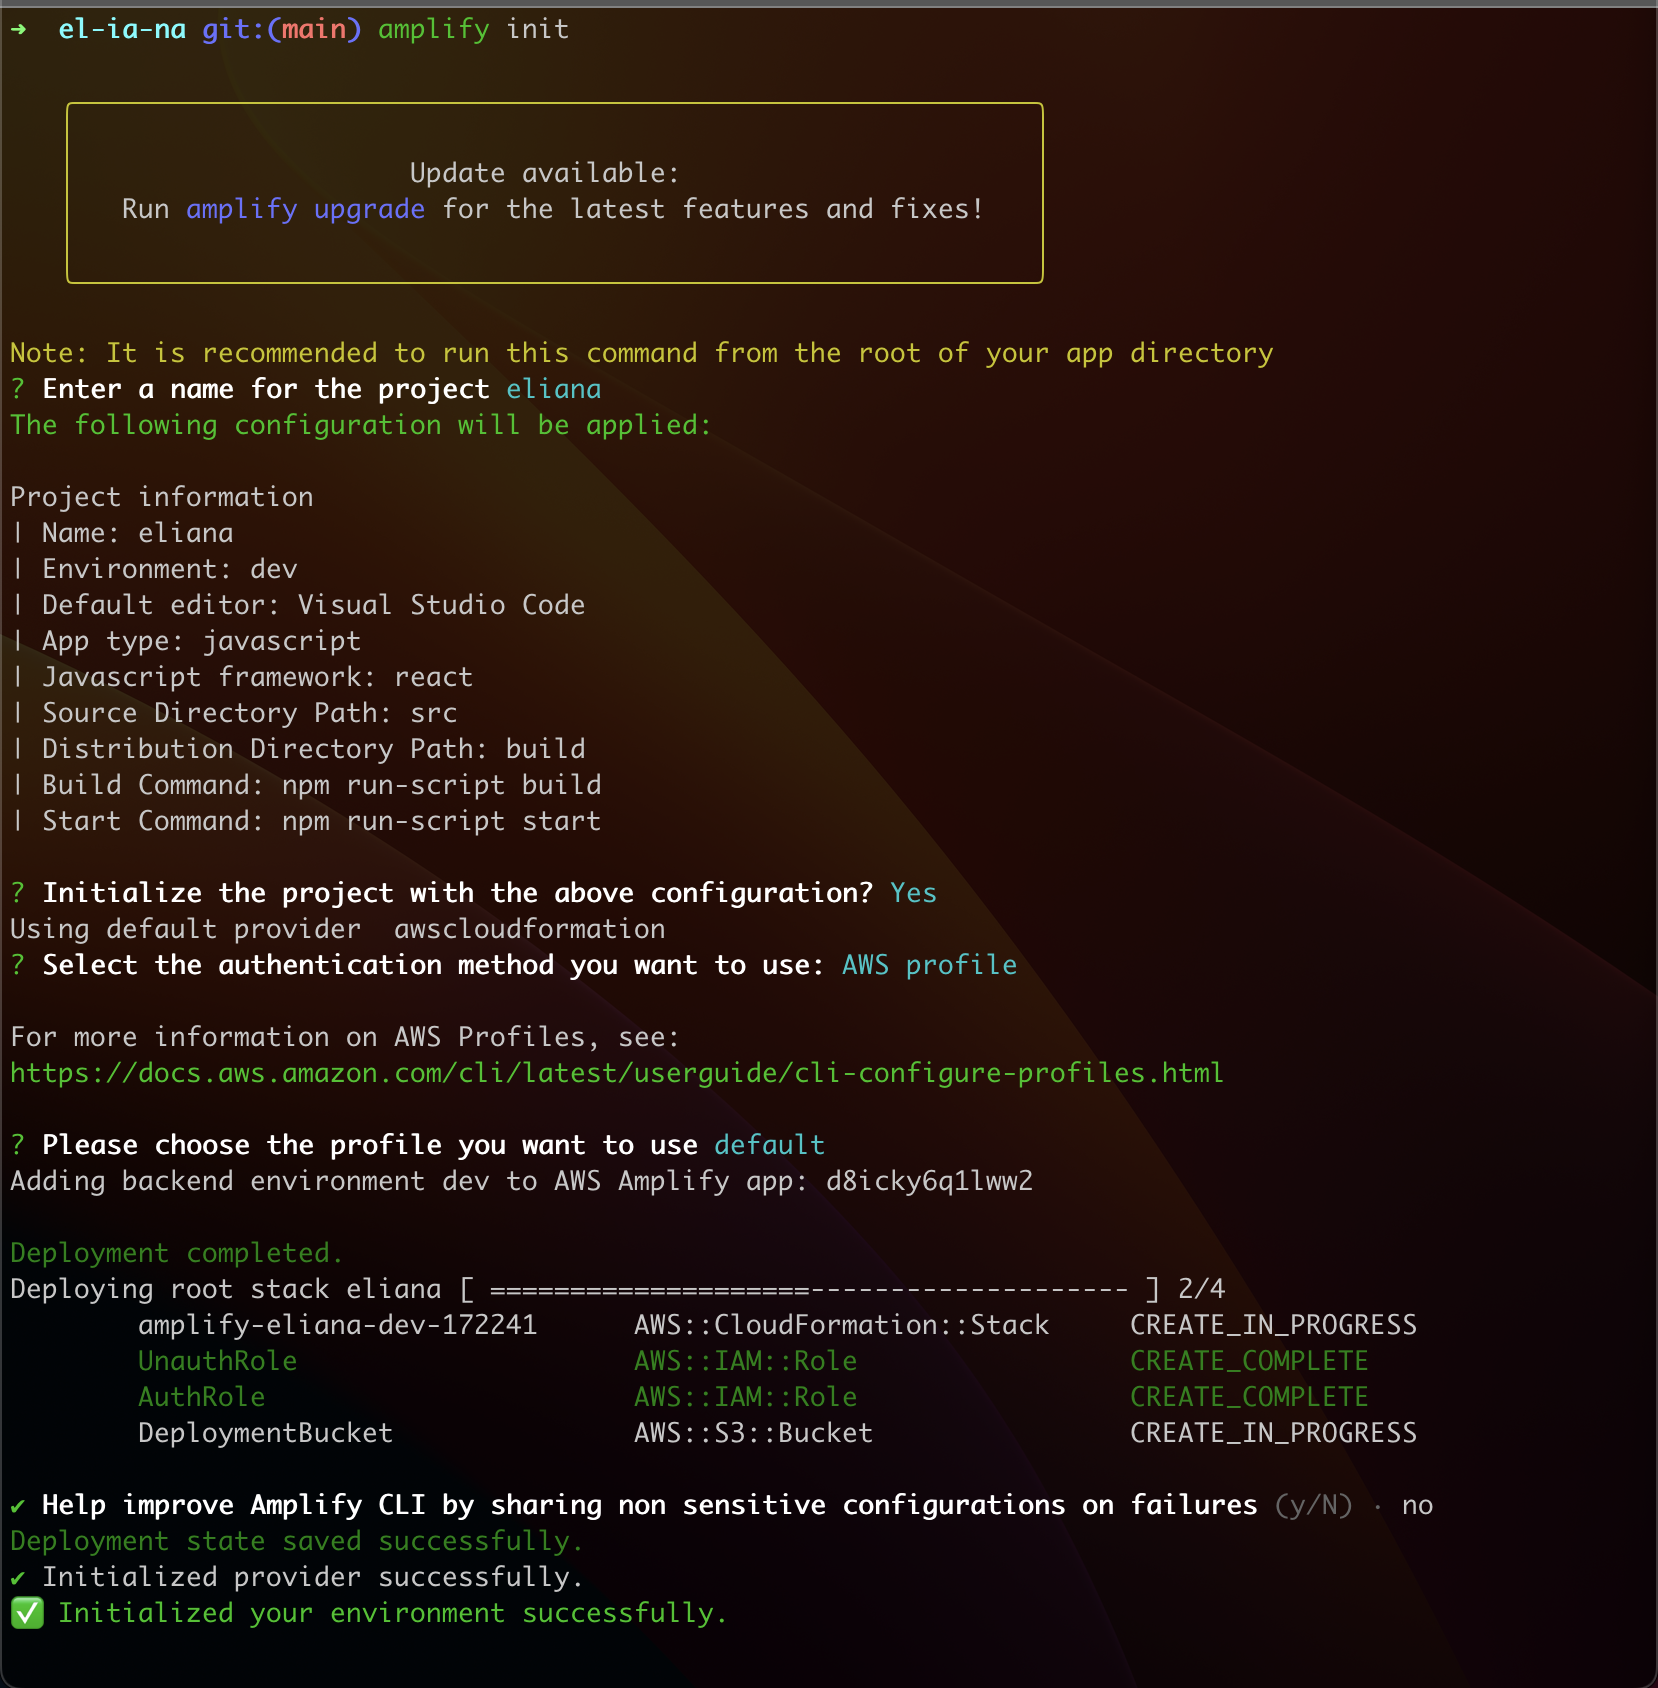 ➜  el-ia-na git:(main) amplify init
Update available:
Run amplify upgrade for the latest features and fixes!
Note: It is recommended to run this command from the root of your app directory
? Enter a name for the project eliana
The following configuration will be applied:
Project information
| Name: eliana
| Environment: dev
| Default editor: Visual Studio Code
| App type: javascript
| Javascript framework: react
| Source Directory Path: src
| Distribution Directory Path: build
| Build Command: npm run-script build
| Start Command: npm run-script start
? Initialize the project with the above configuration? Yes
Using default provider  awscloudformation
? Select the authentication method you want to use: AWS profile
For more information on AWS Profiles, see:
https://docs.aws.amazon.com/cli/latest/userguide/cli-configure-profiles.html
? Please choose the profile you want to use default
Adding backend environment dev to AWS Amplify app: d8icky6q1lww2
Deployment completed.
Deploying root stack eliana [ ====================-------------------- ] 2/4
amplify-eliana-dev-172241      AWS::CloudFormation::Stack     CREATE_IN_PROGRESS
UnauthRole                     AWS::IAM::Role                 CREATE_COMPLETE
AuthRole                       AWS::IAM::Role                 CREATE_COMPLETE
DeploymentBucket               AWS::S3::Bucket                CREATE_IN_PROGRESS
✔ Help improve Amplify CLI by sharing non sensitive configurations on failures (y/N) · no
Deployment state saved successfully.
✔ Initialized provider successfully.
✅ Initialized your environment successfully.